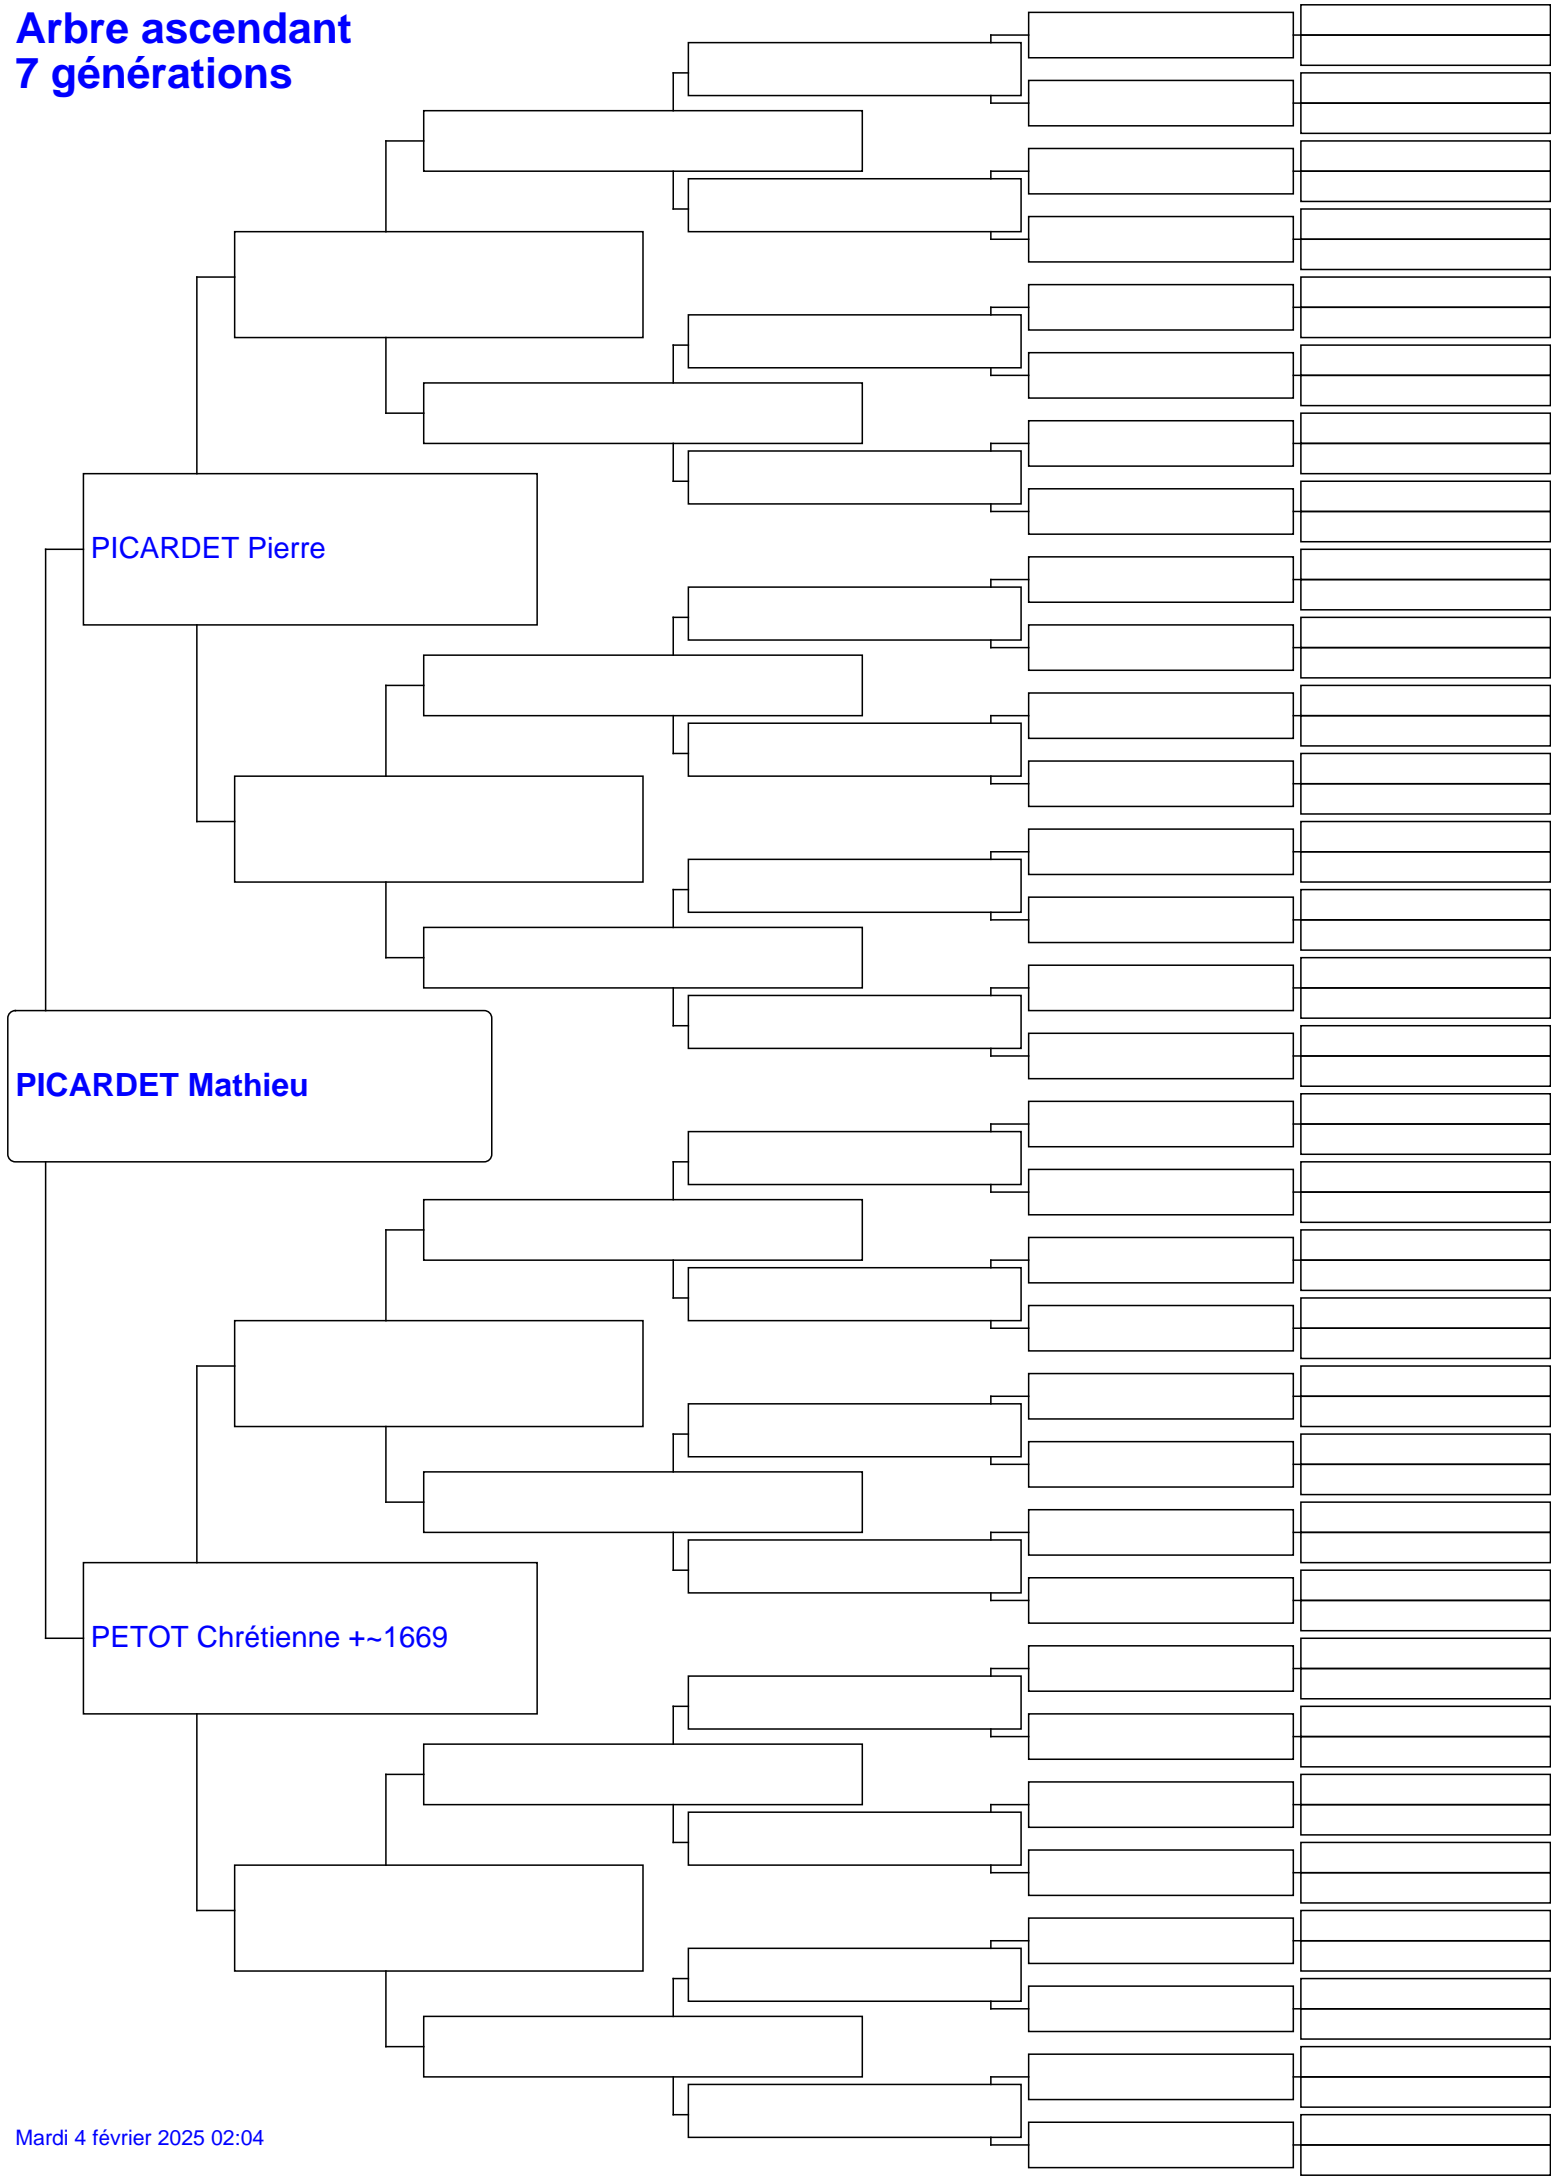 Arbre ascendant
7 générations
PICARDET Pierre
PICARDET Mathieu
PETOT Chrétienne +~1669
Mardi 4 février 2025 02:04